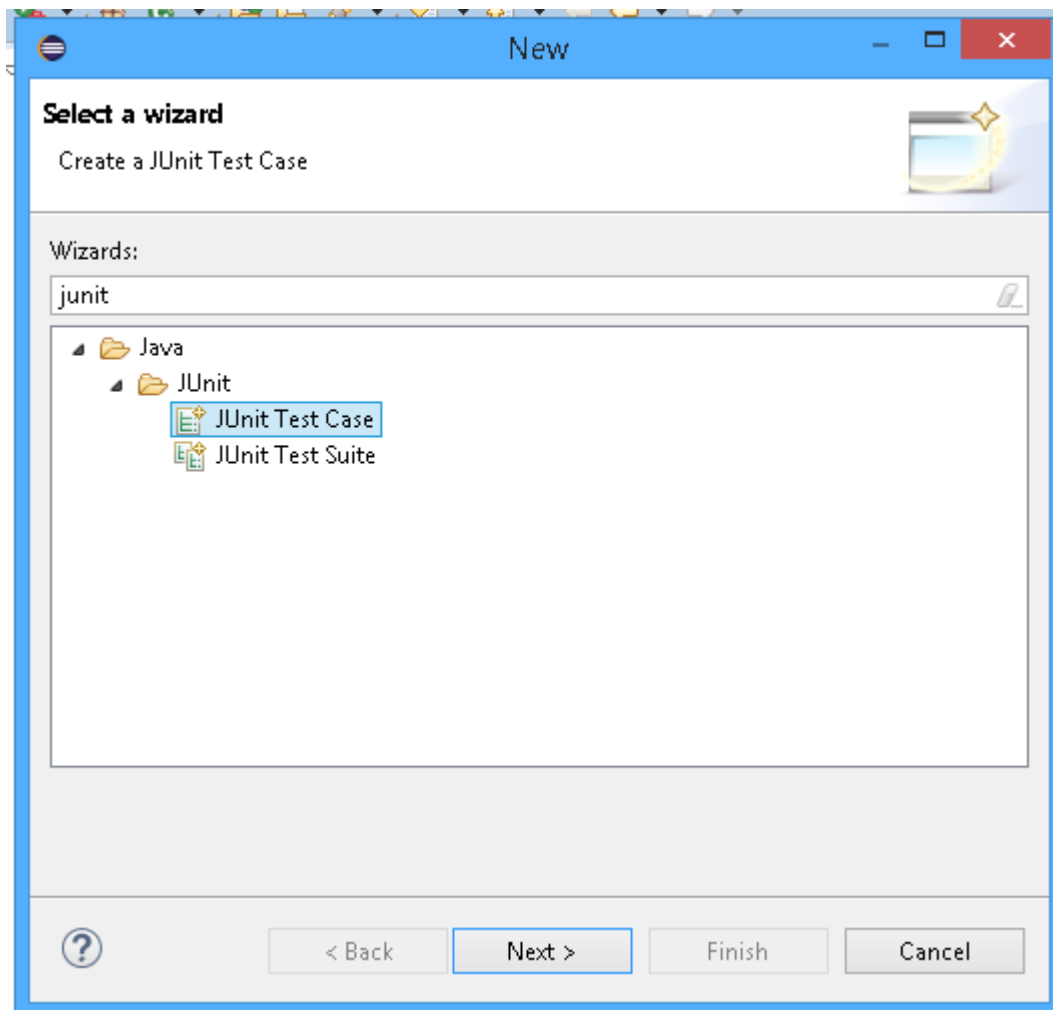 New
Select a wizard
Create a JUnit Test Case
Wizards:
junit
Java
JUnit
JUnit Test Case
JUnit Test Suite
< Back Next > Finish Cancel